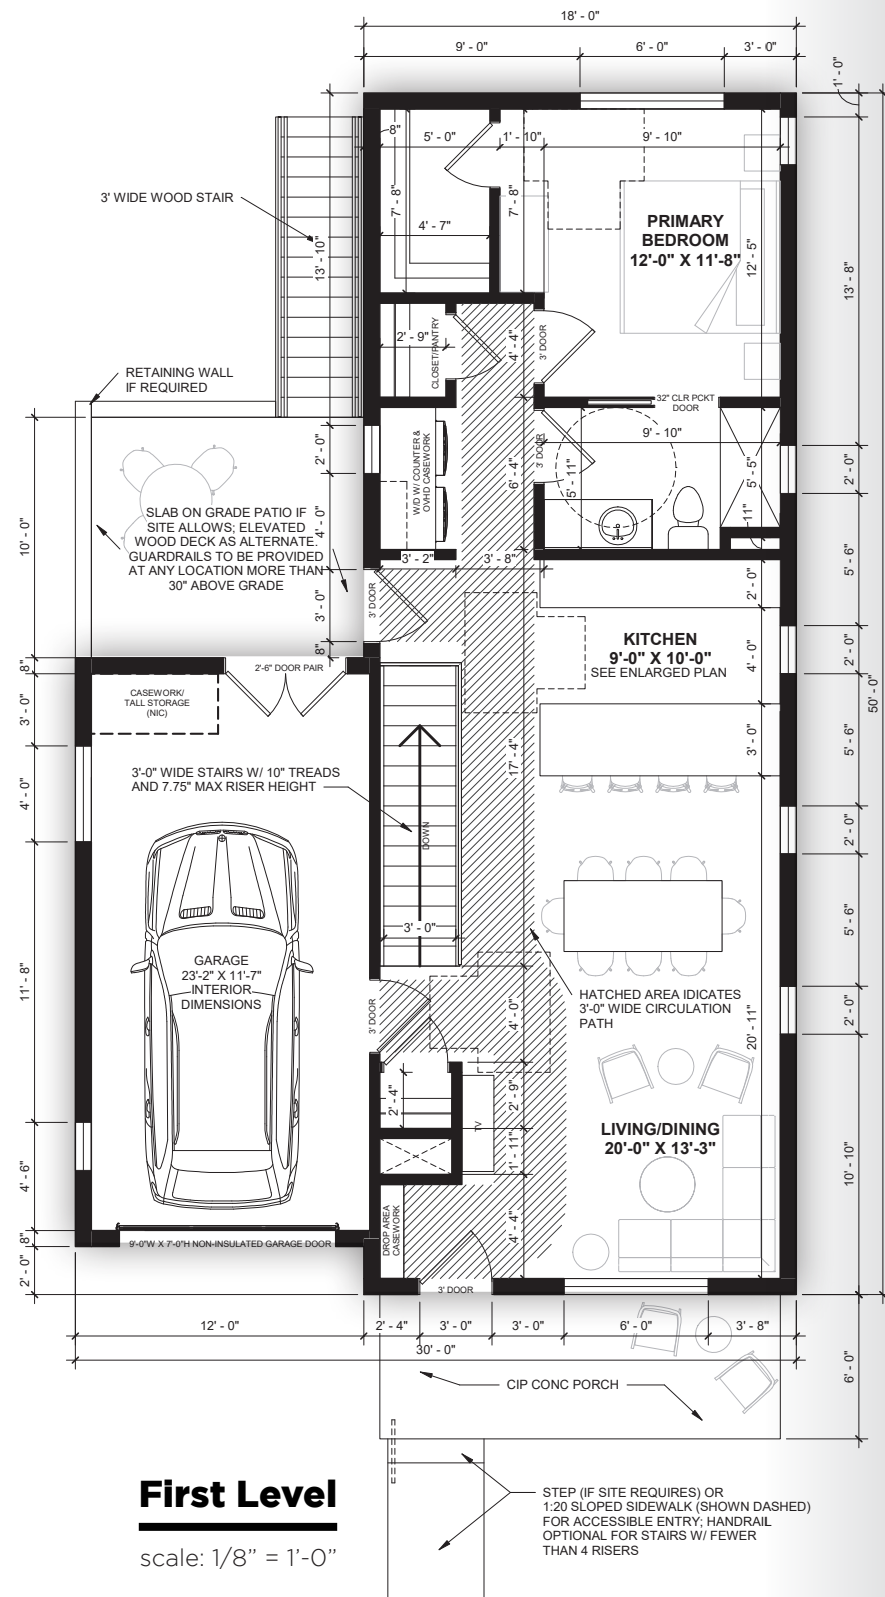 18' - 0"
9' - 0"
6' - 0"
3' - 0"
1' - 0"
8"
5' - 0"
1' - 10"
9' - 10"
3' WIDE WOOD STAIR
13' - 10"
7' - 8"
4' - 7"
7' - 8"
PRIMARY
BEDROOM
12'-0" X 11'-8"
12' - 5"
13' - 8"
2' - 9"
CLOSET/PANTRY
4' - 4"
3' DOOR
RETAINING WALL
IF REQUIRED
32" CLR PCKT
DOOR
2' - 0"
W/D W/ COUNTER &
OVHD CASEWORK
6' - 4"
3' DOOR
9' - 10"
5' - 11"
5' - 5"
11"
2' - 0"
10' - 0"
SLAB ON GRADE PATIO IF
SITE ALLOWS; ELEVATED
WOOD DECK AS ALTERNATE.
GUARDRAILS TO BE PROVIDED
AT ANY LOCATION MORE THAN
30" ABOVE GRADE
4' - 0"
3' - 2"
3' - 8"
5' - 6"
3' - 0"
3' DOOR
2' - 0"
8"
KITCHEN
9'-0" X 10'-0"
SEE ENLARGED PLAN
4' - 0"
2' - 0"
50' - 0"
8"
2'-6" DOOR PAIR
CASEWORK/
TALL STORAGE
(NIC)
3' - 0"
3' - 0"
5' - 6"
4' - 0"
3'-0" WIDE STAIRS W/ 10" TREADS
AND 7.75" MAX RISER HEIGHT
17' - 4"
DOWN
2' - 0"
3' - 0"
5' - 6"
11' - 8"
GARAGE
23'-2" X 11'-7"
INTERIOR
DIMENSIONS
3' DOOR
HATCHED AREA IDICATES
3'-0" WIDE CIRCULATION
PATH
4' - 0"
20' - 11"
2' - 0"
2' - 4"
2' - 9"
TV
LIVING/DINING
20'-0" X 13'-3"
1' - 11"
10' - 10"
4' - 6"
DROP AREA
CASEWORK
4' - 4"
8"
9'-0"W X 7'-0"H NON-INSULATED GARAGE DOOR
2' - 0"
3' DOOR
12' - 0"
2' - 4"
3' - 0"
3' - 0"
6' - 0"
3' - 8"
30' - 0"
6' - 0"
CIP CONC PORCH
First Level
scale: 1/8" = 1'-0"
STEP (IF SITE REQUIRES) OR
1:20 SLOPED SIDEWALK (SHOWN DASHED)
FOR ACCESSIBLE ENTRY; HANDRAIL
OPTIONAL FOR STAIRS W/ FEWER
THAN 4 RISERS